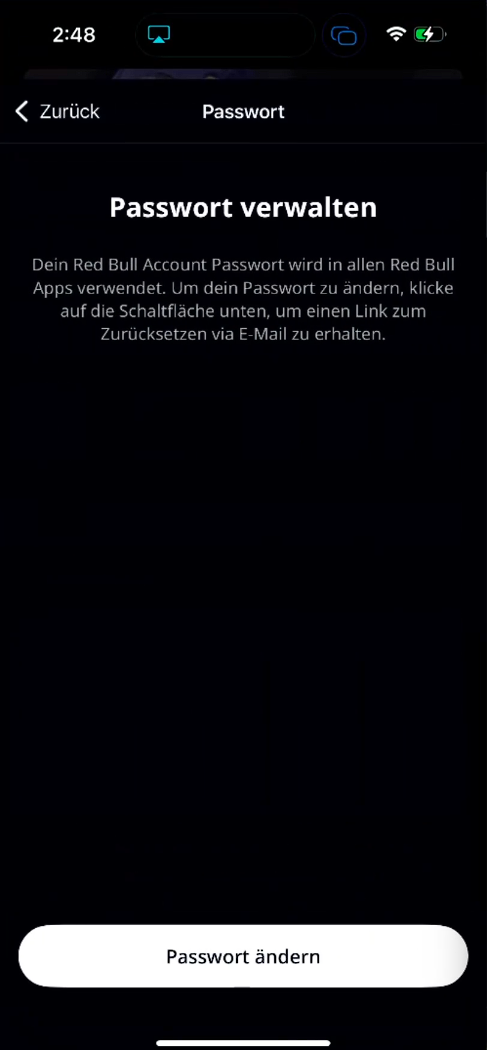 2:48
Zurück
Passwort
Passwort verwalten
Dein Red Bull Account Passwort wird in allen Red Bull
Apps verwendet. Um dein Passwort zu ändern, klicke
auf die Schaltfläche unten, um einen Link zum
Zurücksetzen via E-Mail zu erhalten.
Passwort ändern